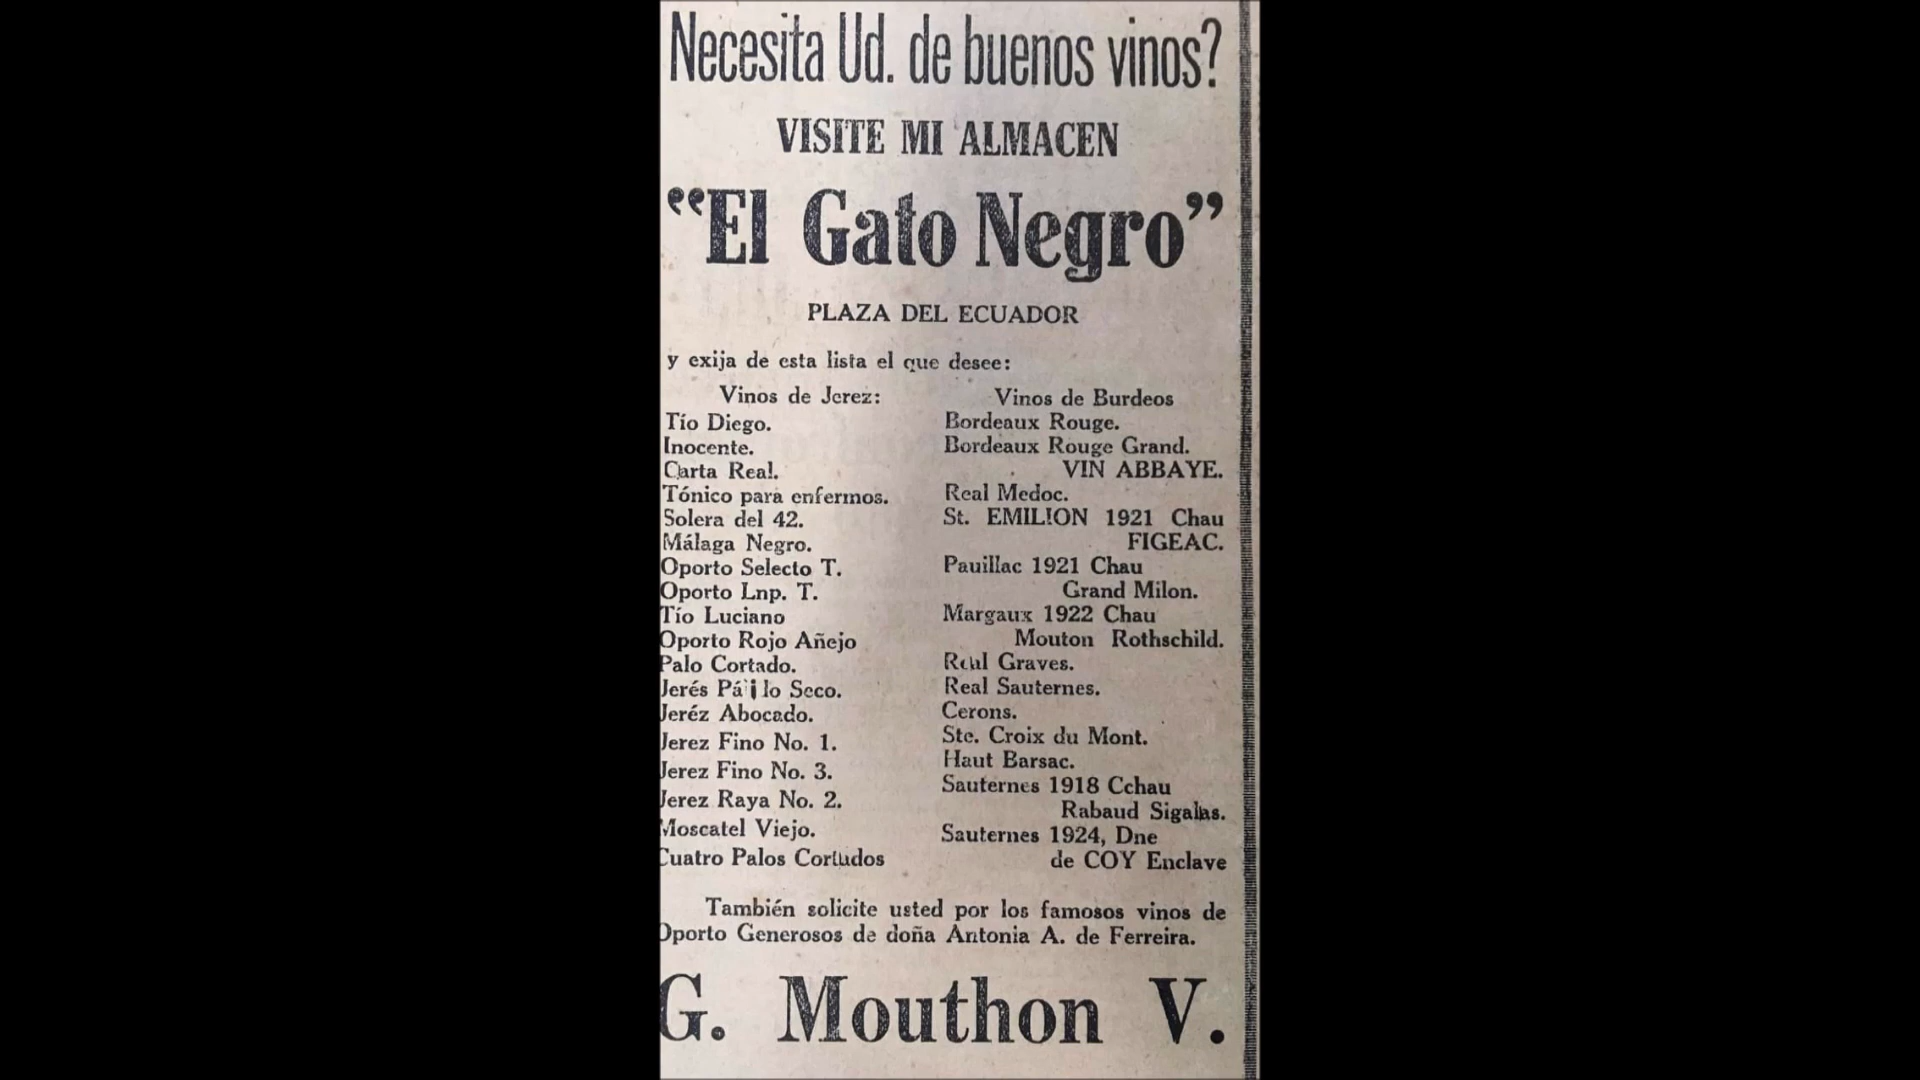 Necesita Ud. de buenos vinos?
VISITE MI ALMACEN
"El Gato Negro"
PLAZA DEL ECUADOR
y exija de esta lista el que desee:
Vinos de Jerez:
Tío Diego.
Inocente.
Carta Real.
Tónico para enfermos.
Solera del 42.
Málaga Negro.
Oporto Selecto T.
Oporto Lnp. T.
Tío Luciano
Oporto Rojo Añejo
Palo Cortado.
Jerés Seco.
Jeréz Abocado.
Jerez Fino No. 1.
Jerez Fino No. 3.
Jerez Raya No. 2.
Moscatel Viejo.
Cuatro Palos Cortudos
Vinos de Burdeos
Bordeaux Rouge.
Bordeaux Rouge Grand.
VIN ABBAYE.
Real Medoc.
St. EMILION 1921 Chau
FIGEAC.
Pauillac 1921 Chau
Grand Milon.
Margaux 1922 Chau
Mouton Rothschild.
Real Graves.
Real Sauternes.
Cerons.
Ste. Croix du Mont.
Haut Barsac.
Sauternes 1918 Cchau
Rabaud Sigalas.
Sauternes 1924, Dne
de COY Enclave
También solicite usted por los famosos vinos de
Oporto Generosos de doña Antonia A. de Ferreira.
G. Mouthon V.